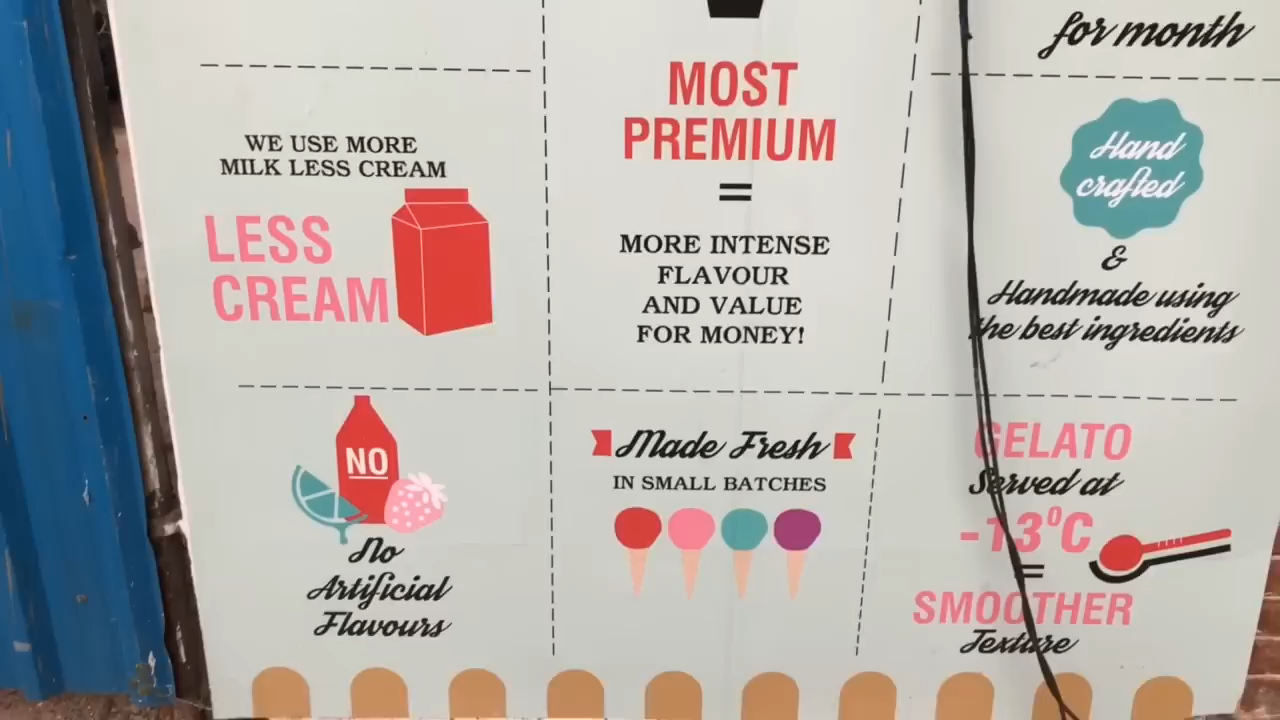 for month
WE USE MORE
MILK LESS CREAM
LESS
CREAM
MOST
PREMIUM
=
MORE INTENSE
FLAVOUR
AND VALUE
FOR MONEY!
Hand
crafted
&
Handmade using
the best ingredients
NO
No
Artificial
Flavours
Made Fresh
IN SMALL BATCHES
GELATO
Served at
-13°C
=
SMOOTHER
Texture